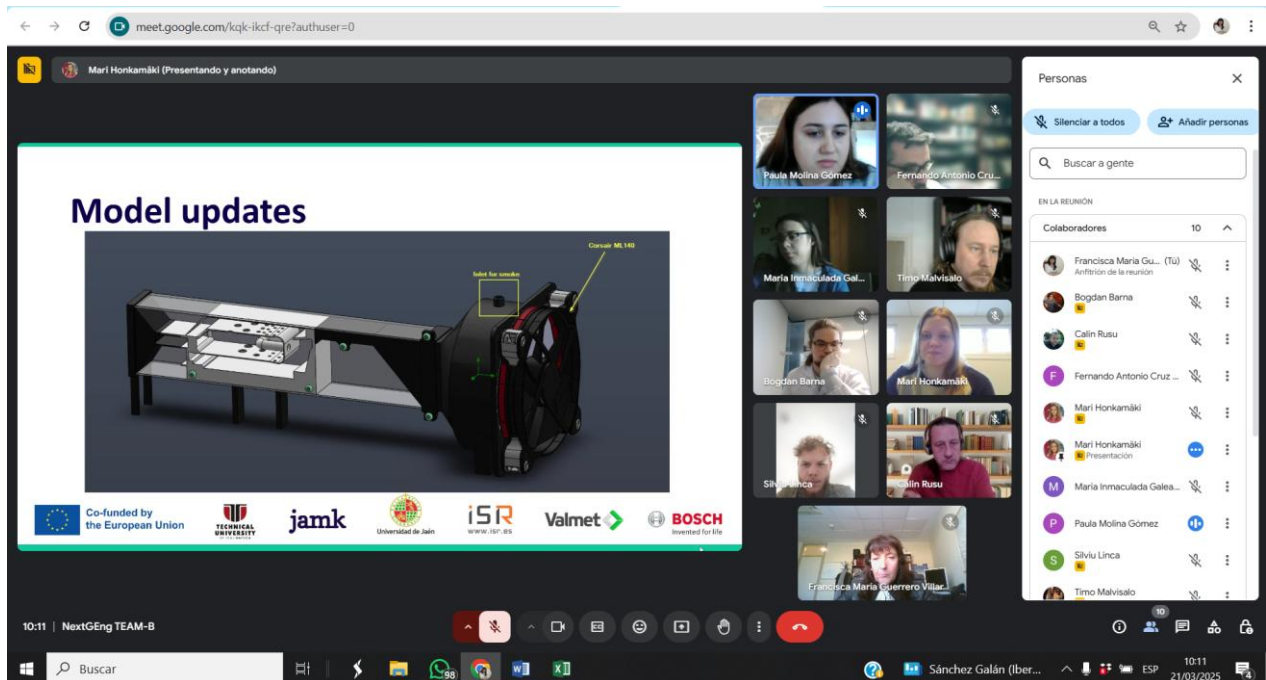 meet.google.com/kqk-ikcf-qre?authuser=0
Mari Honkamäki (Presentando y anotando)
Model updates
Corsair ML140
Inlet for smoke
Co-funded by
the European Union
TECHNICAL
UNIVERSITY
jamk
Universidad de Jaén
iSR
www.isr.es
Valmet
BOSCH
Invented for life
Paula Molina Gómez
Fernando Antonio Cru...
Maria Inmaculada Gal...
Timo Malvisalo
Bogdan Barna
Mari Honkamäki
Calin Rusu
Francisca Maria Guerrero Villar
Personas
Silenciar a todos
Añadir personas
Buscar a gente
EN LA REUNIÓN
Colaboradores 10
Francisca Maria Gu... (Tú)
Anfitrión de la reunión
Bogdan Barna
Calin Rusu
F Fernando Antonio Cruz ...
Mari Honkamäki
Mari Honkamäki
Presentación
M Maria Inmaculada Galea...
P Paula Molina Gómez
S Silviu Linca
Timo Malvisalo
10:11 | NextGEng TEAM-B
10
Buscar
98
Sánchez Galán (Iber...
ESP
10:11
21/03/2025
4